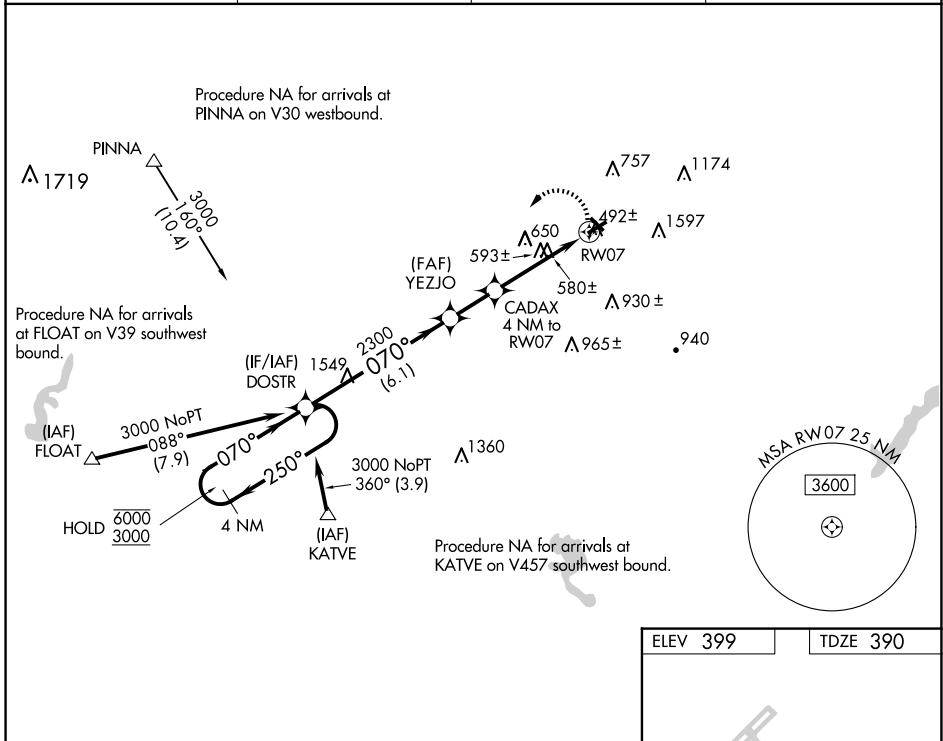 Procedure NA for arrivals at
PINNA on V30 westbound.
PINNA
1719
3000
160°
(10.4)
757
1174
492±
1597
650
593±
RW07
580±
(FAF)
YEZJO
CADAX
4 NM to
RW07
930 ±
965±
940
Procedure NA for arrivals
at FLOAT on V39 southwest
bound.
(IF/IAF)
DOSTR
1549
2300
070°
(6.1)
(IAF)
FLOAT
3000 NoPT
088°
(7.9)
070°
250°
HOLD
6000
3000
4 NM
3000 NoPT
360° (3.9)
(IAF)
KATVE
1360
Procedure NA for arrivals at
KATVE on V457 southwest bound.
MSA RW07 25 NM
3600
ELEV 399
TDZE 390